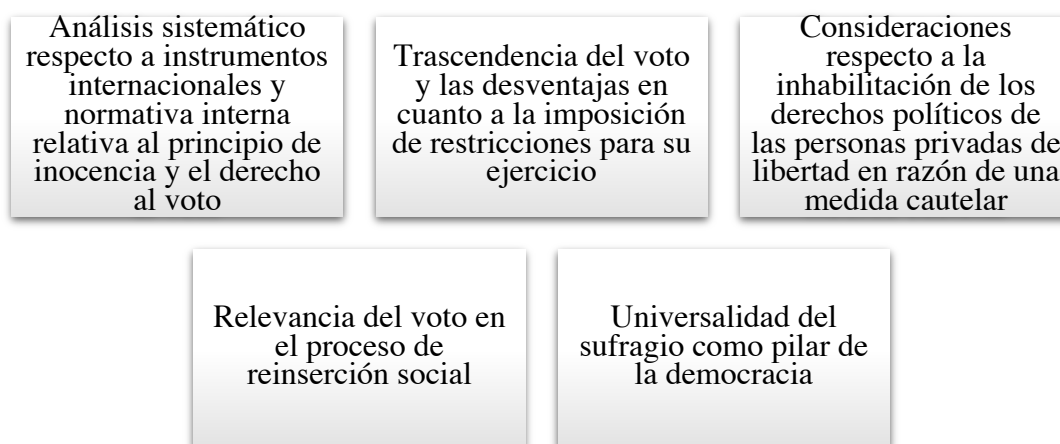 Análisis sistemático
respecto a instrumentos
internacionales y
normativa interna
relativa al principio de
inocencia y el derecho
al voto
Trascendencia del voto
y las desventajas en
cuanto a la imposición
de restricciones para su
ejercicio
Consideraciones
respecto a la
inhabilitación de los
derechos políticos de
las personas privadas de
libertad en razón de una
medida cautelar
Relevancia del voto en
el proceso de
reinserción social
Universalidad del
sufragio como pilar de
la democracia